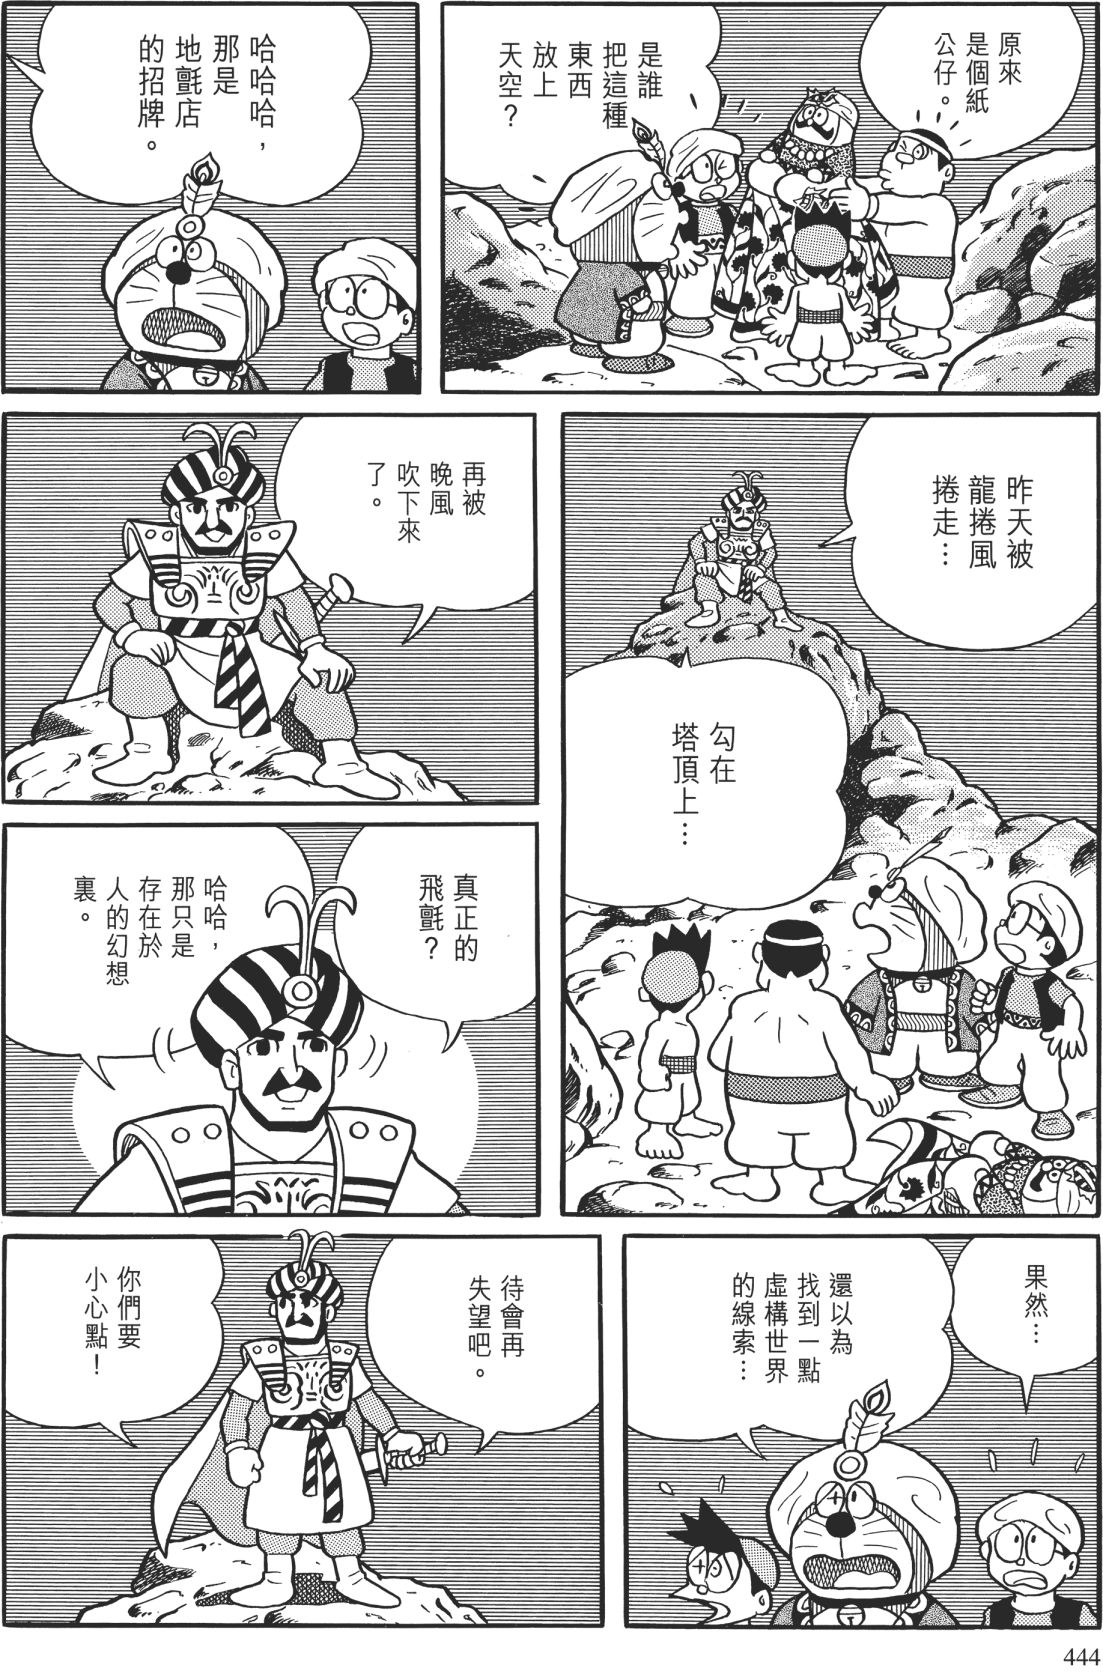 原來
是個紙
公仔。
是誰
把這種
東西
放上
天空？
哈哈哈，
那是
地氈店
的招牌。
昨天被
龍捲風
捲走…
勾在
塔頂上…
再被
晚風
吹下來
了。
真正的
飛氈？
哈哈，
那只是
存在於
人的幻想
裏。
果然…
還以為
找到一點
虛構世界
的線索…
待會再
失望吧。
你們要
小心點！
444